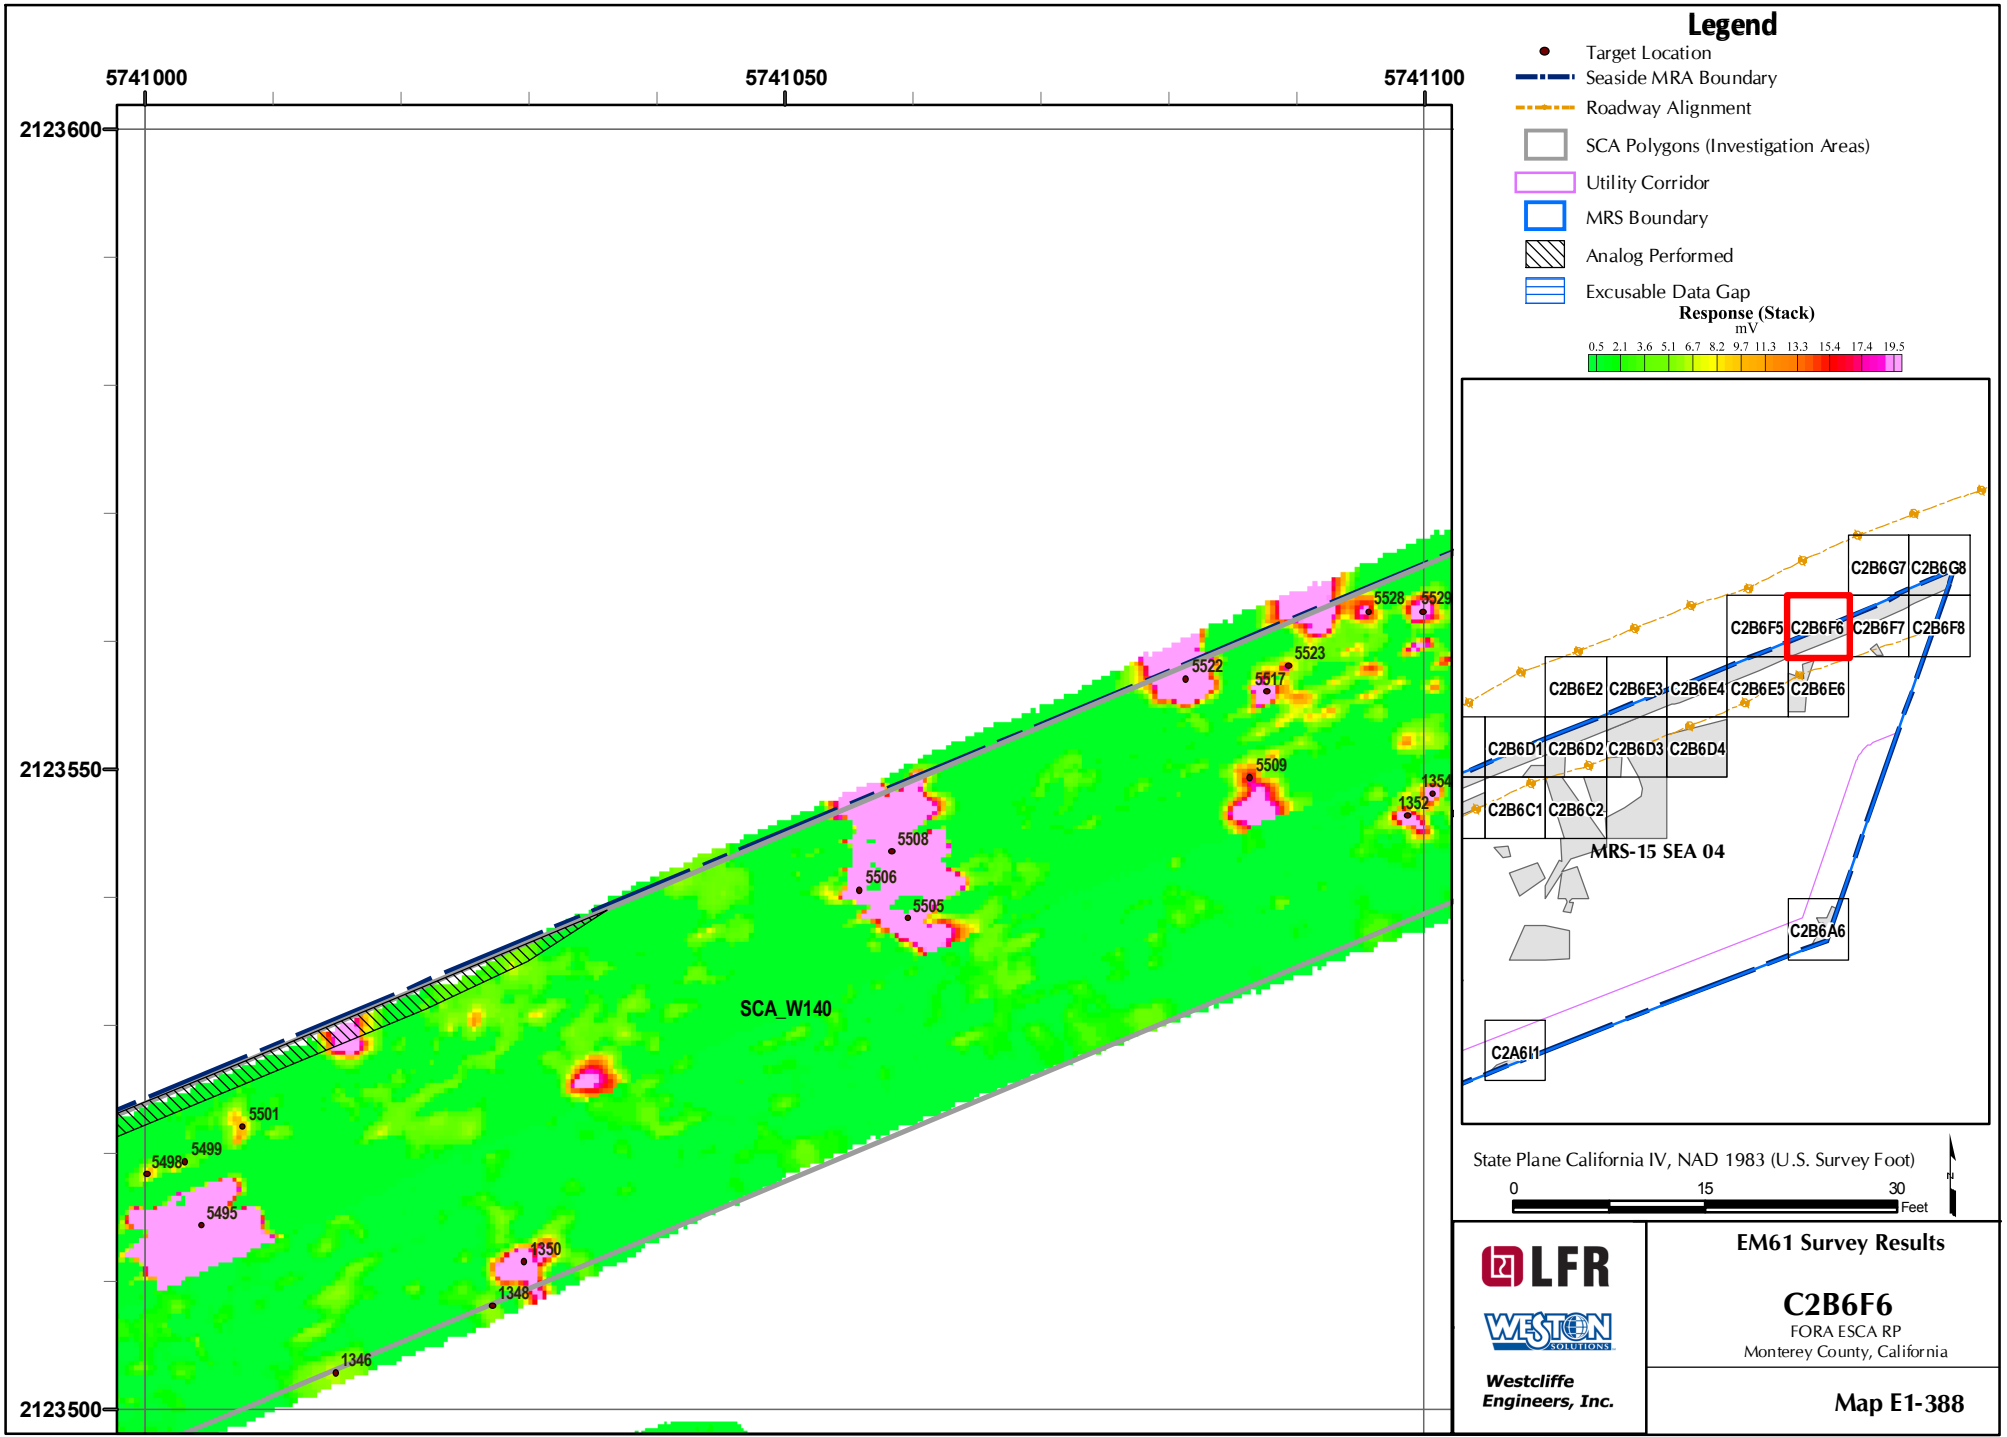 Legend
Target Location
Seaside MRA Boundary
Roadway Alignment
SCA Polygons (Investigation Areas)
Utility Corridor
MRS Boundary
Analog Performed
Excusable Data Gap
Response (Stack)
mV
0.5 2.1 3.6 5.1 6.7 8.2 9.7 11.3 13.3 15.4 17.4 19.5
5741000 5741050 5741100
2123600
2123550
2123500
5528 5529
5523
5522
5517
5509
1354
1352
5508
5506
5505
SCA_W140
5501
5499
5498
5495
1350
1348
1346
C2B6G7 C2B6G8
C2B6F5 C2B6F6 C2B6F7 C2B6F8
C2B6E2 C2B6E3 C2B6E4 C2B6E5 C2B6E6
C2B6D1 C2B6D2 C2B6D3 C2B6D4
C2B6C1 C2B6C2
MRS-15 SEA 04
C2B6A6
C2A6I1
State Plane California IV, NAD 1983 (U.S. Survey Foot)
N
0 15 30
Feet
LFR
WESTON
SOLUTIONS
Westcliffe
Engineers, Inc.
EM61 Survey Results
C2B6F6
FORA ESCA RP
Monterey County, California
Map E1-388